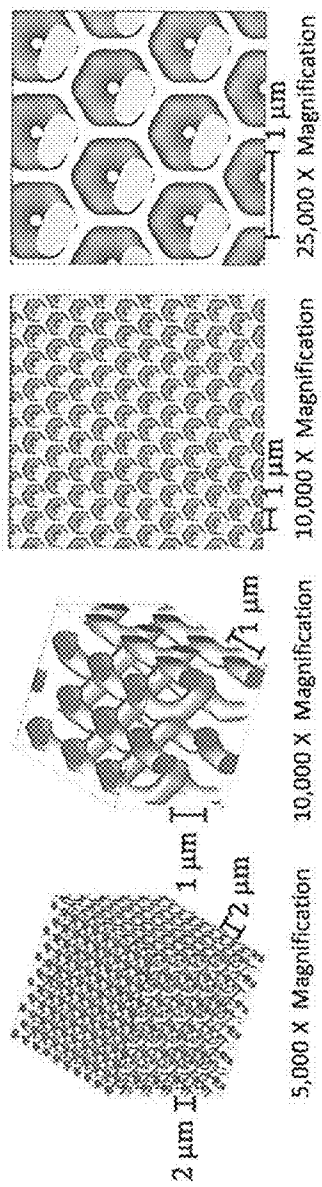 2 μm
2 μm
5,000 X Magnification
1 μm
1 μm
10,000 X Magnification
1 μm
10,000 X Magnification
1 μm
25,000 X Magnification